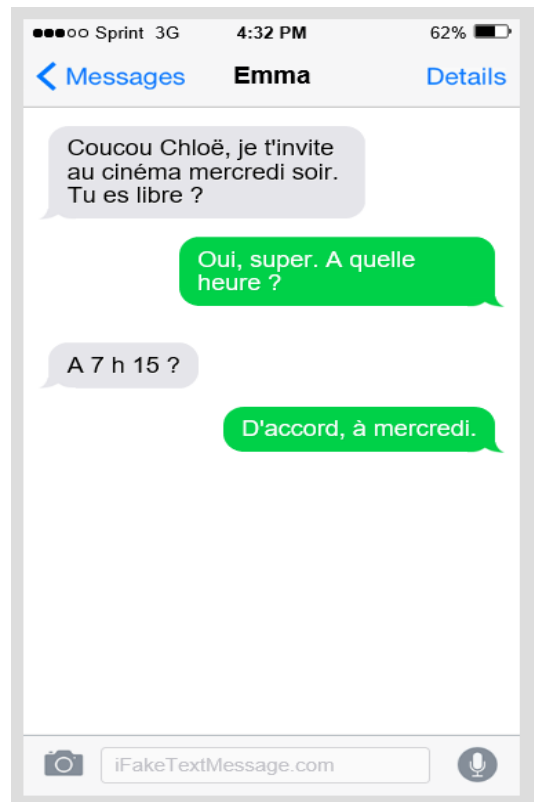 Sprint 3G 4:32 PM 62%
Messages Emma Details
Coucou Chloë, je t'invite
au cinéma mercredi soir.
Tu es libre ?
Oui, super. A quelle
heure ?
A 7 h 15 ?
D'accord, à mercredi.
iFakeTextMessage.com